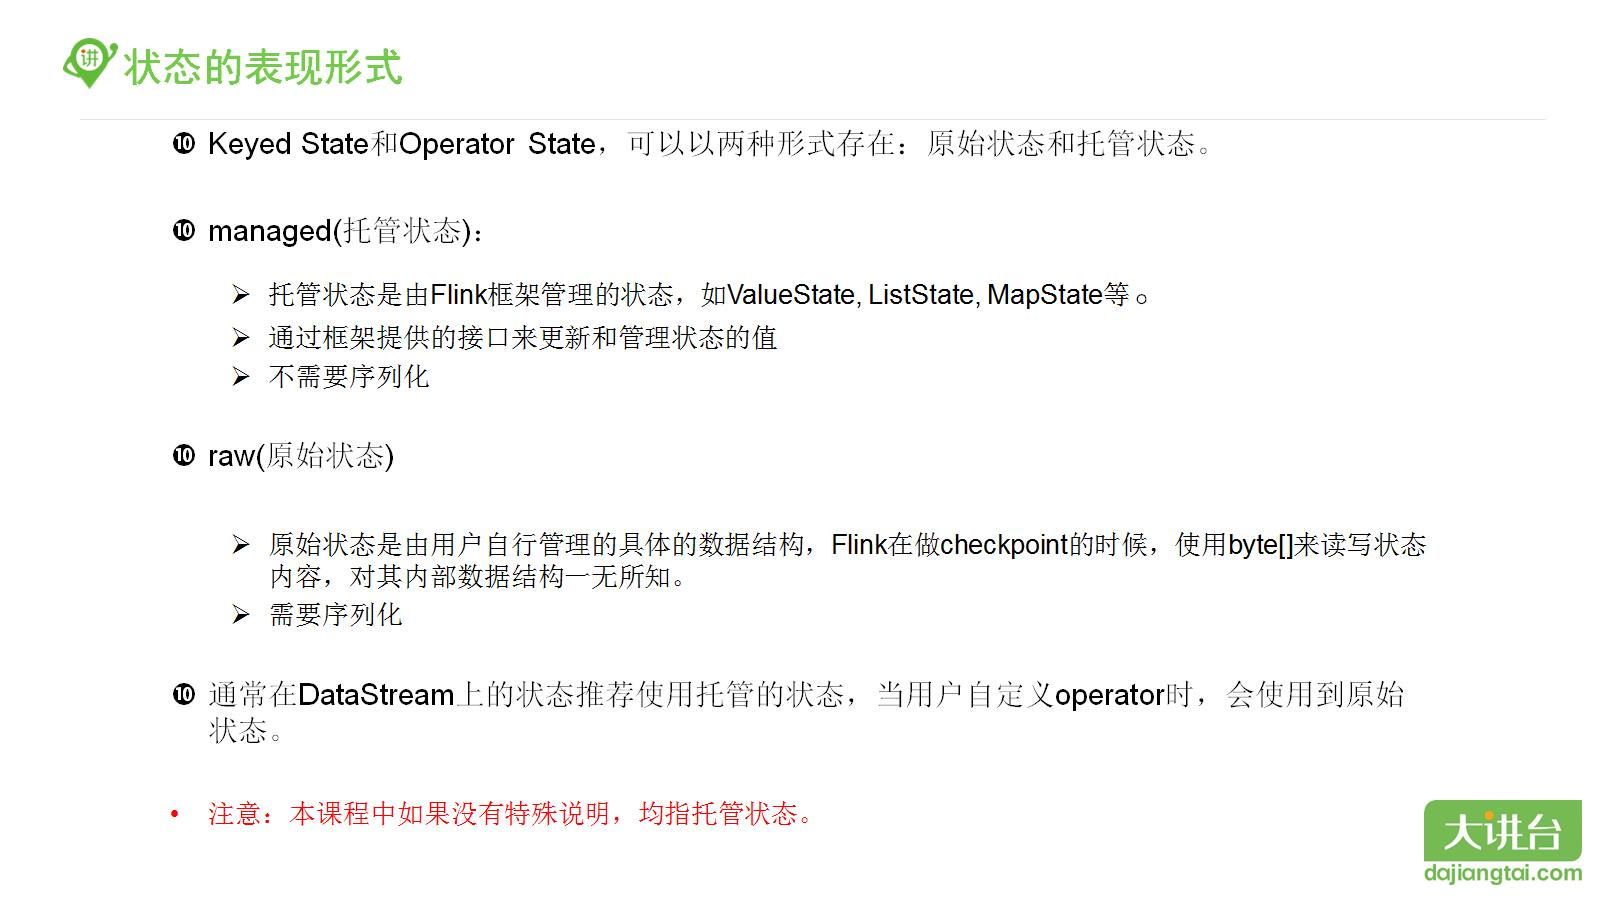 讲
状态的表现形式
⓾ Keyed State和Operator State，可以以两种形式存在：原始状态和托管状态。
⓾ managed(托管状态)：
➢ 托管状态是由Flink框架管理的状态，如ValueState, ListState, MapState等。
➢ 通过框架提供的接口来更新和管理状态的值
➢ 不需要序列化
⓾ raw(原始状态)
➢ 原始状态是由用户自行管理的具体的数据结构，Flink在做checkpoint的时候，使用byte[]来读写状态
内容，对其内部数据结构一无所知。
➢ 需要序列化
⓾ 通常在DataStream上的状态推荐使用托管的状态，当用户自定义operator时，会使用到原始
状态。
• 注意：本课程中如果没有特殊说明，均指托管状态。
大讲台
dajiangtai.com